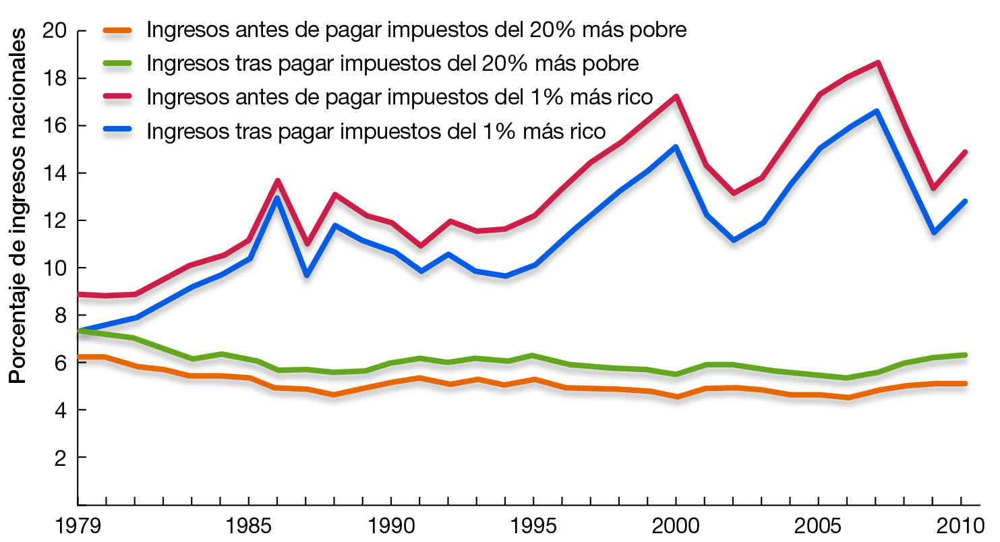 Porcentaje de ingresos nacionales
20
18
16
14
12
10
8
6
4
2
Ingresos antes de pagar impuestos del 20% más pobre
Ingresos tras pagar impuestos del 20% más pobre
Ingresos antes de pagar impuestos del 1% más rico
Ingresos tras pagar impuestos del 1% más rico
1979 1985 1990 1995 2000 2005 2010